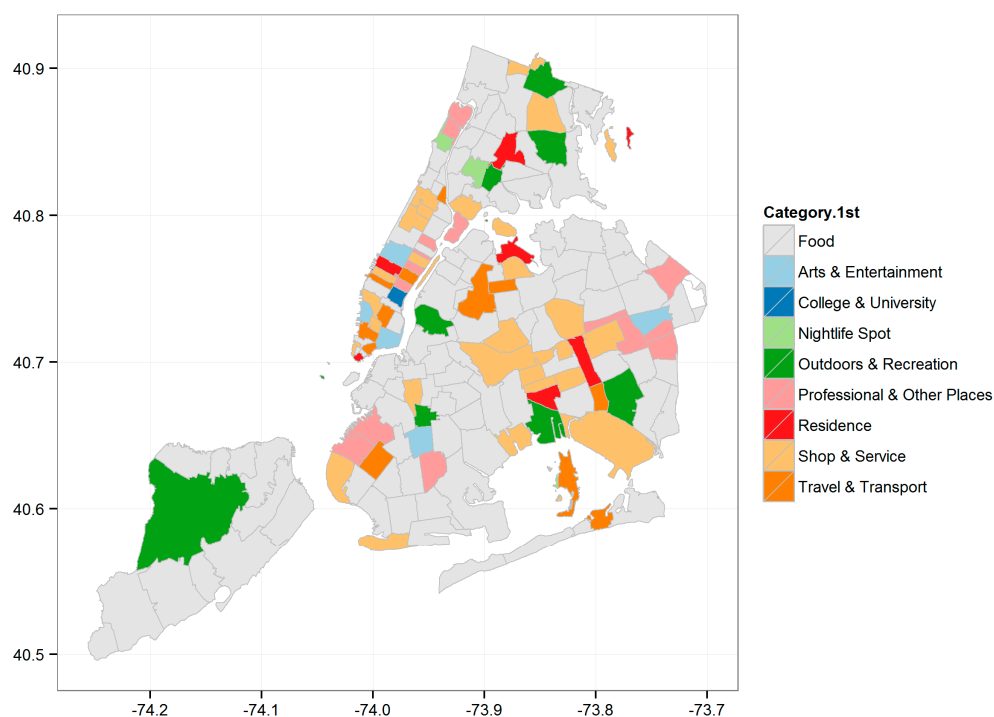 40.9
40.8
40.7
40.6
40.5
-74.2
-74.1
-74.0
-73.9
-73.8
-73.7
Category.1st
Food
Arts & Entertainment
College & University
Nightlife Spot
Outdoors & Recreation
Professional & Other Places
Residence
Shop & Service
Travel & Transport